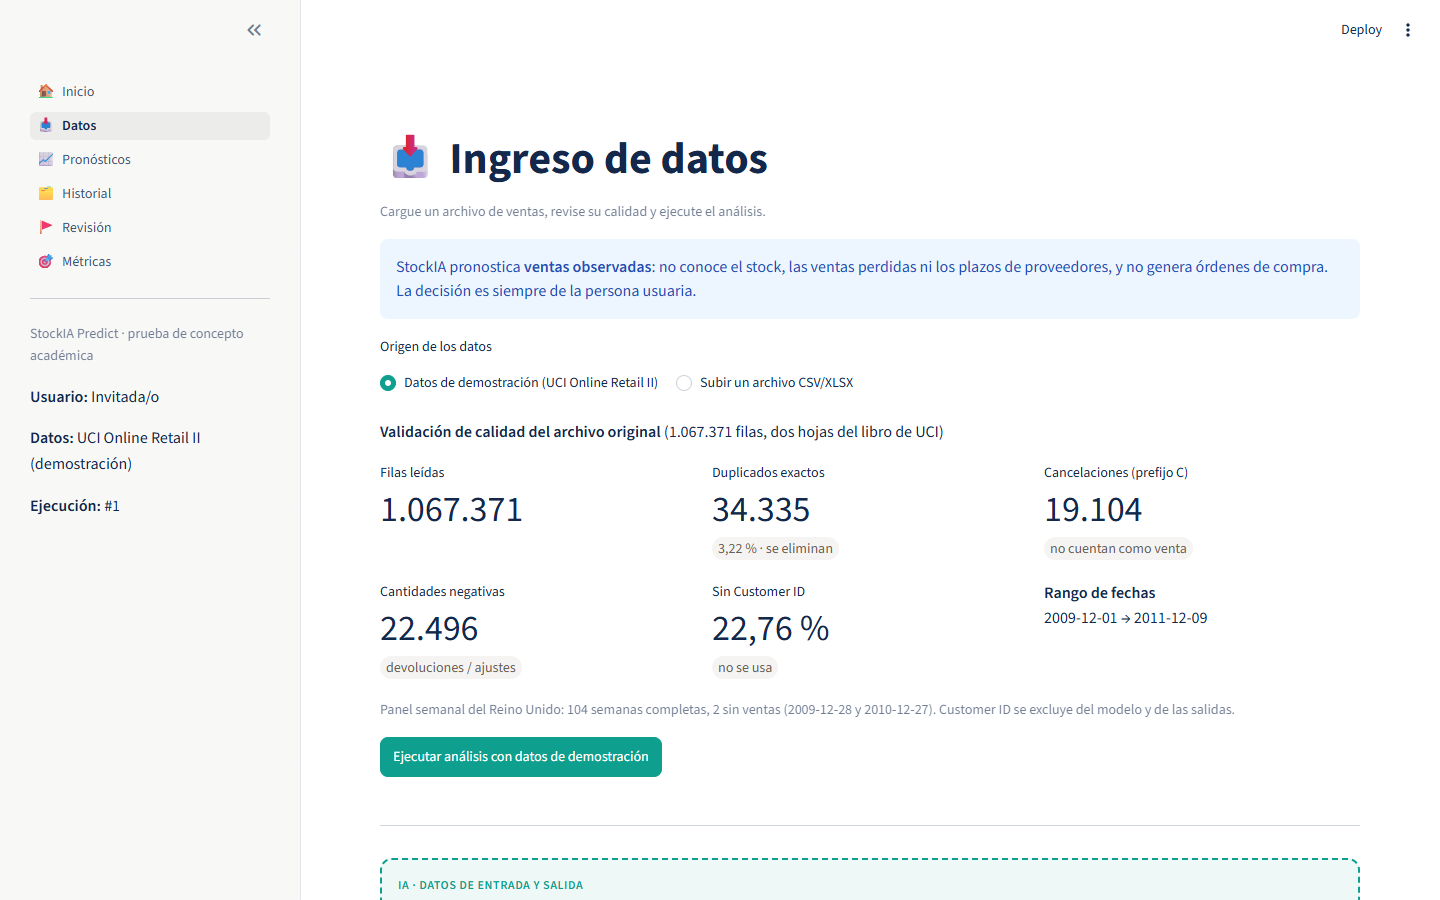 Deploy
Inicio
Datos
Pronósticos
Historial
Revisión
Métricas
StockIA Predict · prueba de concepto
académica
Usuario: Invitada/o
Datos: UCI Online Retail II
(demostración)
Ejecución: #1
Ingreso de datos
Cargue un archivo de ventas, revise su calidad y ejecute el análisis.
StockIA pronostica ventas observadas: no conoce el stock, las ventas perdidas ni los plazos de proveedores, y no genera órdenes de compra.
La decisión es siempre de la persona usuaria.
Origen de los datos
Datos de demostración (UCI Online Retail II) Subir un archivo CSV/XLSX
Validación de calidad del archivo original (1.067.371 filas, dos hojas del libro de UCI)
Filas leídas
1.067.371
Duplicados exactos
34.335
3,22 % · se eliminan
Cancelaciones (prefijo C)
19.104
no cuentan como venta
Cantidades negativas
22.496
devoluciones / ajustes
Sin Customer ID
22,76 %
no se usa
Rango de fechas
2009-12-01 → 2011-12-09
Panel semanal del Reino Unido: 104 semanas completas, 2 sin ventas (2009-12-28 y 2010-12-27). Customer ID se excluye del modelo y de las salidas.
Ejecutar análisis con datos de demostración
IA · DATOS DE ENTRADA Y SALIDA